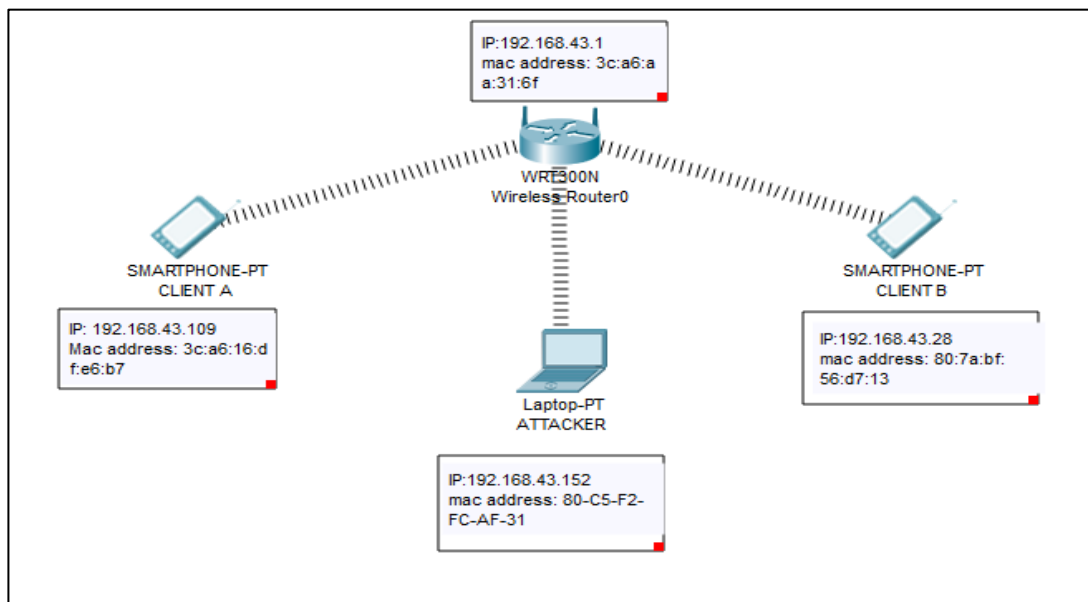 IP:192.168.43.1
mac address: 3c:a6:a
a:31:6f
WRT300N
Wireless Router0
SMARTPHONE-PT
CLIENT A
IP: 192.168.43.109
Mac address: 3c:a6:16:d
f:e6:b7
SMARTPHONE-PT
CLIENT B
IP:192.168.43.28
mac address: 80:7a:bf:
56:d7:13
Laptop-PT
ATTACKER
IP:192.168.43.152
mac address: 80-C5-F2-
FC-AF-31